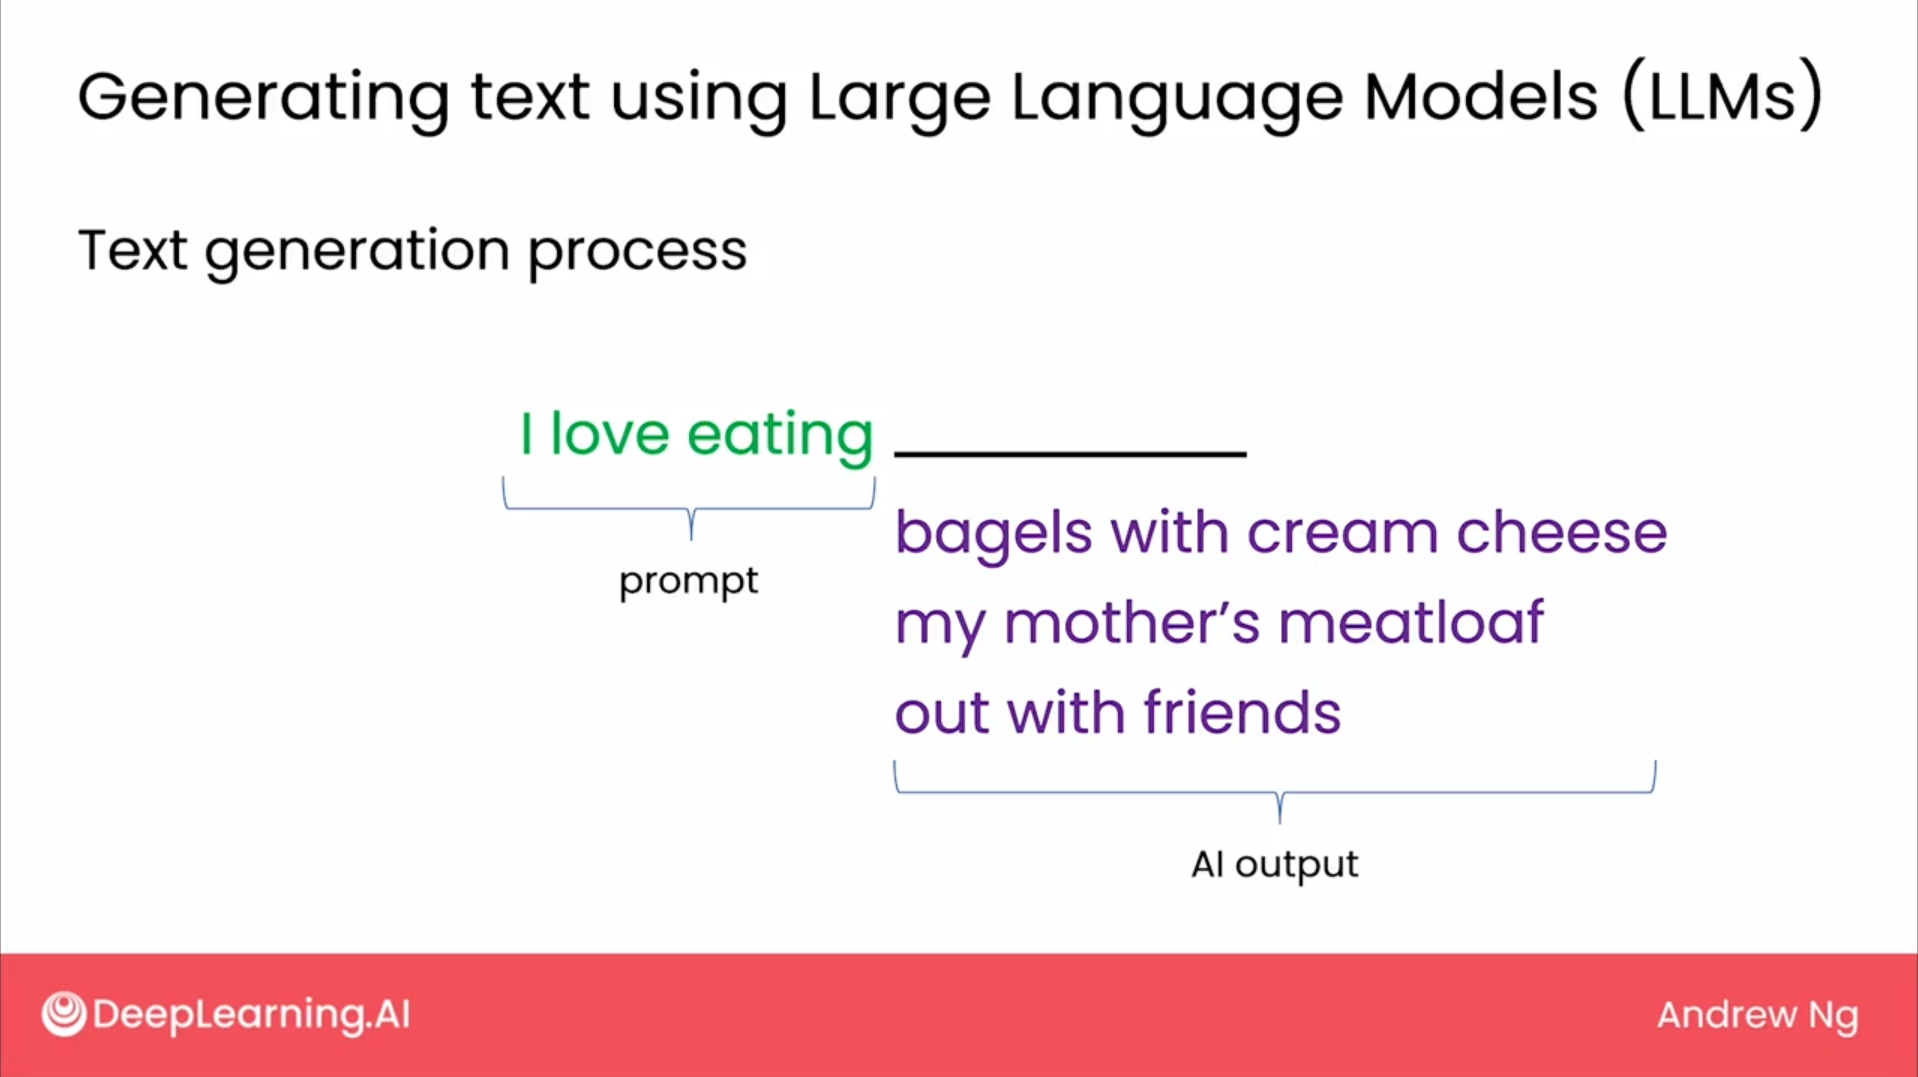 Generating text using Large Language Models (LLMs)
Text generation process
I love eating
prompt
bagels with cream cheese
my mother’s meatloaf
out with friends
AI output
DeepLearning.AI
Andrew Ng